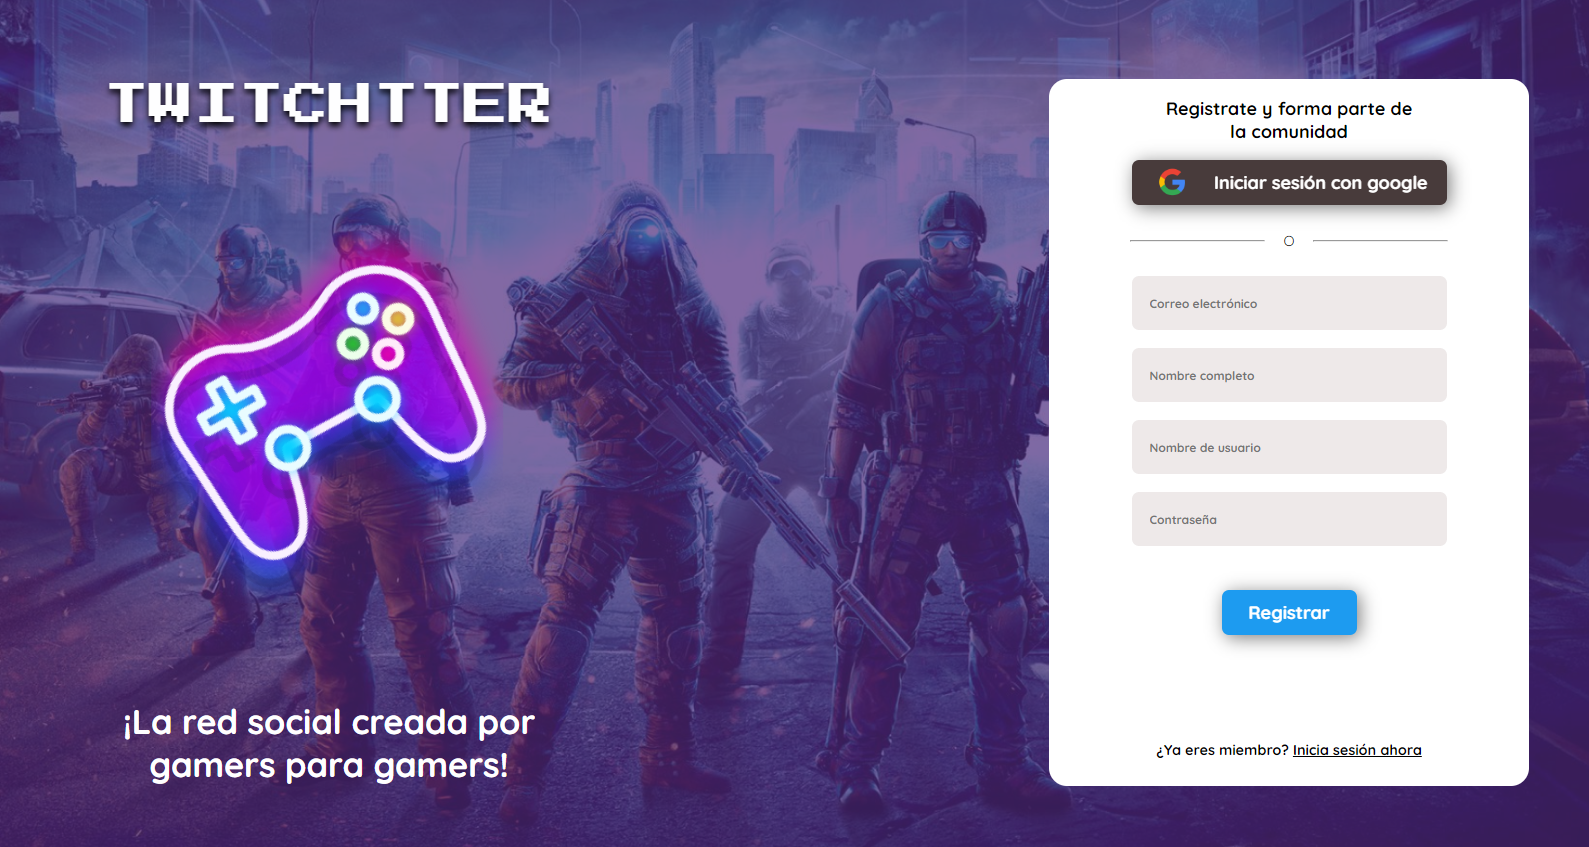 TWITCHTTER
¡La red social creada por
gamers para gamers!
Registrate y forma parte de
la comunidad
Iniciar sesión con google
O
Correo electrónico
Nombre completo
Nombre de usuario
Contraseña
Registrar
¿Ya eres miembro? Inicia sesión ahora